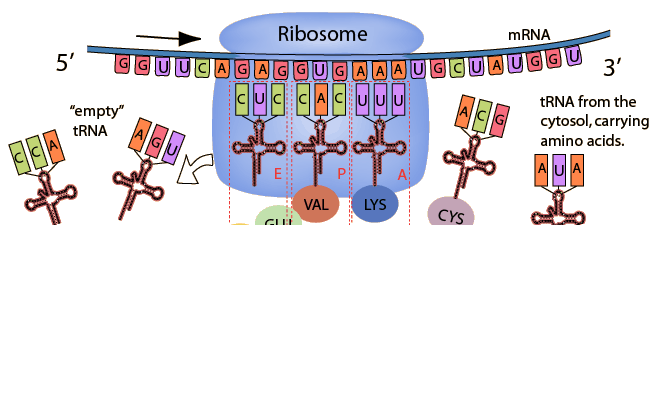 Ribosome
mRNA
5’
G G U U C A G A G G U G A A A U G C U A U G G U
3’
“empty”
tRNA
C C A
A G U
C U C
C A C
U U U
A C G
tRNA from the
cytosol, carrying
amino acids.
A U A
E
P
A
GLU
VAL
LYS
CYS